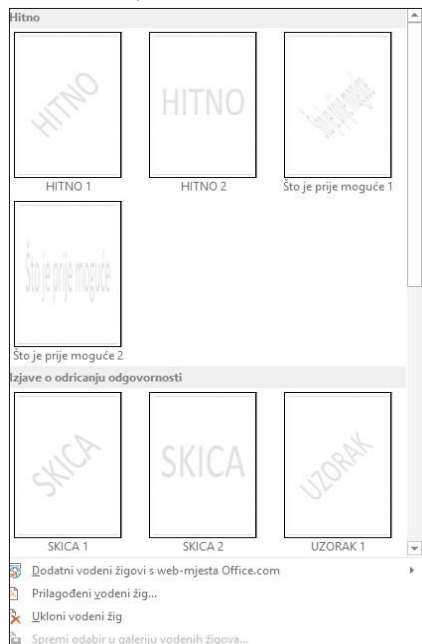 Hitno
HITNO
HITNO
Što je prije moguće
HITNO 1
HITNO 2
Što je prije moguće 1
Što je prije moguće
Što je prije moguće 2
Izjave o odricanju odgovornosti
SKICA
SKICA
UZORAK
SKICA 1
SKICA 2
UZORAK 1
Dodatni vodeni žigovi s web-mjesta Office.com
Prilagođeni vodeni žig...
Ukloni vodeni žig
Spremi odabir u galeriju vodenih žigova...